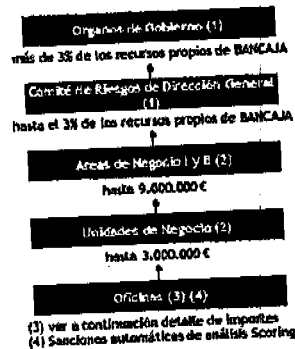 Organos de Gobierno (1)
más de 3% de los recursos propios de BANCAJA
Comité de Riesgos de Dirección General
(1)
hasta el 3% de los recursos propios de BANCAJA
Areas de Negocio I y II (2)
hasta 9.000.000 €
Unidades de Negocio (2)
hasta 3.000.000 €
Oficinas (3) (4)
(3) ver a continuación detalle de importes
(4) Sanciones automáticas de análisis Scoring